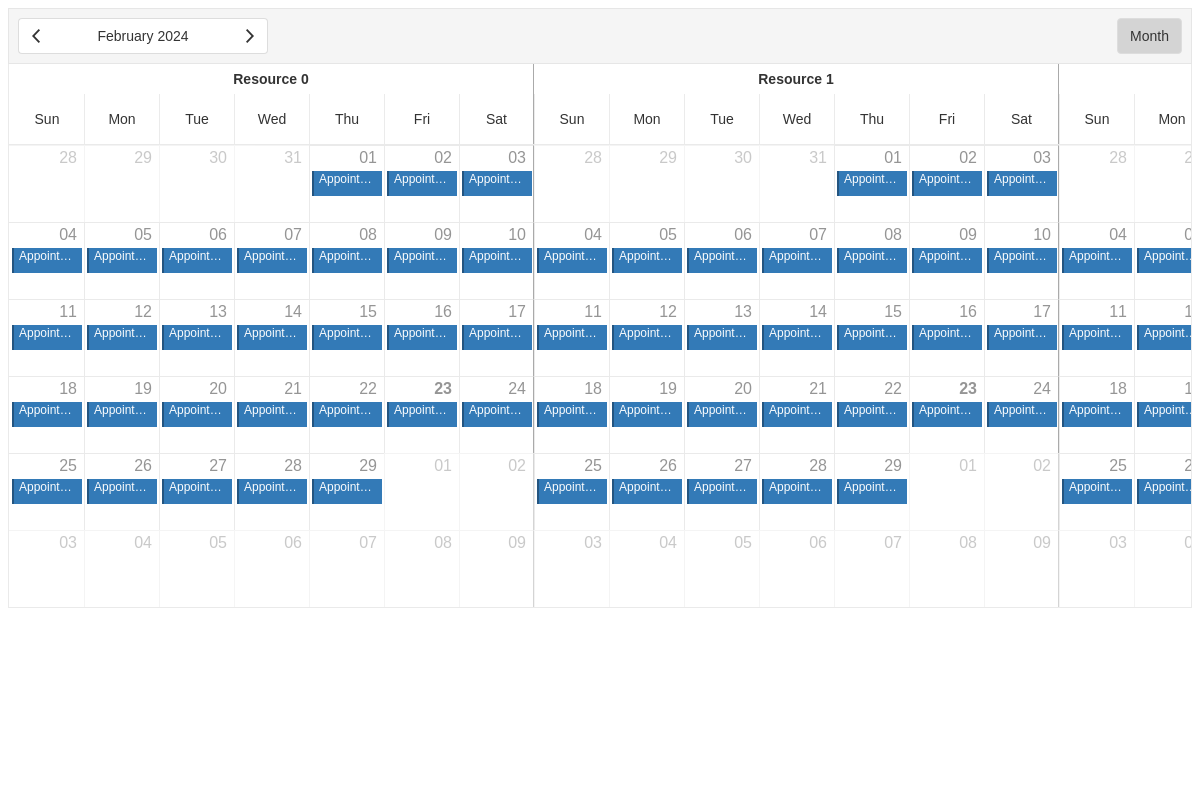 February 2024 Month
Resource 0 Resource 1
Sun Mon Tue Wed Thu Fri Sat Sun Mon Tue Wed Thu Fri Sat Sun Mon
28 29 30 31 01 02 03 28 29 30 31 01 02 03 28
Appoint… Appoint… Appoint… Appoint… Appoint… Appoint…
04 05 06 07 08 09 10 04 05 06 07 08 09 10 04
Appoint… Appoint… Appoint… Appoint… Appoint… Appoint… Appoint… Appoint… Appoint… Appoint… Appoint… Appoint… Appoint… Appoint… Appoint… Appoint…
11 12 13 14 15 16 17 11 12 13 14 15 16 17 11
Appoint… Appoint… Appoint… Appoint… Appoint… Appoint… Appoint… Appoint… Appoint… Appoint… Appoint… Appoint… Appoint… Appoint… Appoint… Appoint…
18 19 20 21 22 23 24 18 19 20 21 22 23 24 18
Appoint… Appoint… Appoint… Appoint… Appoint… Appoint… Appoint… Appoint… Appoint… Appoint… Appoint… Appoint… Appoint… Appoint… Appoint… Appoint…
25 26 27 28 29 01 02 25 26 27 28 29 01 02 25
Appoint… Appoint… Appoint… Appoint… Appoint… Appoint… Appoint… Appoint… Appoint… Appoint… Appoint… Appoint…
03 04 05 06 07 08 09 03 04 05 06 07 08 09 03